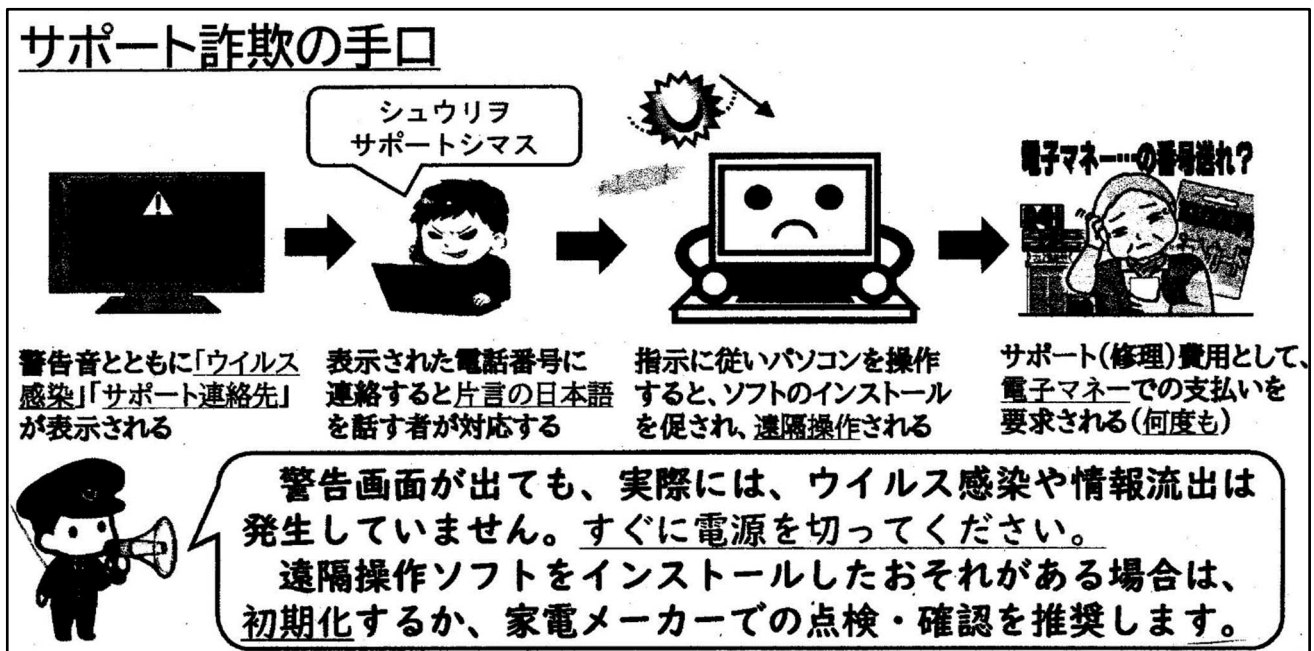 サポート詐欺の手口
シュウリヲ
サポートシマス
電子マネー…の番号送れ?
警告音とともに「ウイルス
感染」「サポート連絡先」
が表示される
表示された電話番号に
連絡すると片言の日本語
を話す者が対応する
指示に従いパソコンを操作
すると、ソフトのインストール
を促され、遠隔操作される
サポート(修理)費用として、
電子マネーでの支払いを
要求される(何度も)
警告画面が出ても、実際には、ウイルス感染や情報流出は
発生していません。すぐに電源を切ってください。
遠隔操作ソフトをインストールしたおそれがある場合は、
初期化するか、家電メーカーでの点検・確認を推奨します。